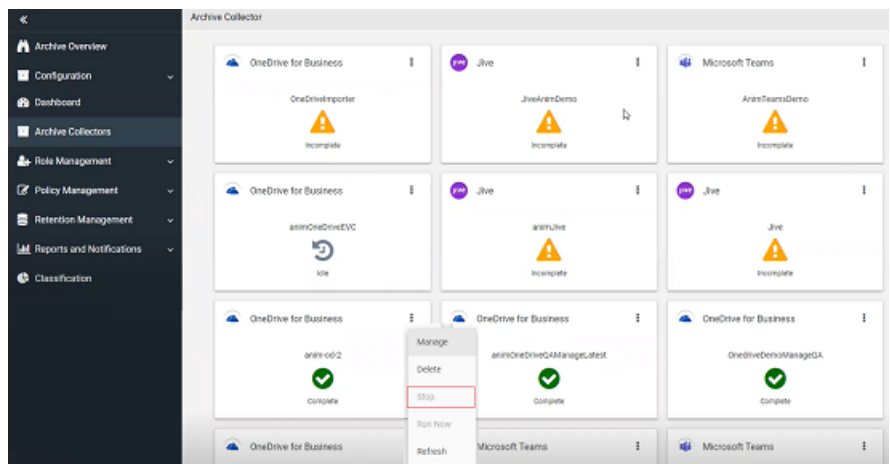 Archive Collector
Archive Overview
Configuration
Dashboard
Archive Collectors
Role Management
Policy Management
Retention Management
Reports and Notifications
Classification
OneDrive for Business
OneDriveImporter
Incomplete
jive
Jive
JiveAnimDemo
Incomplete
Microsoft Teams
AnimTeamsDemo
Incomplete
OneDrive for Business
animOneDriveEVC
Idle
jive
Jive
animJive
Incomplete
jive
Jive
Jive
Incomplete
OneDrive for Business
anim-od-2
Complete
Manage
Delete
Stop
Run Now
Refresh
OneDrive for Business
animOneDriveQAManageLatest
Complete
OneDrive for Business
OnedriveDemoManageQA
Complete
OneDrive for Business
Microsoft Teams
Microsoft Teams